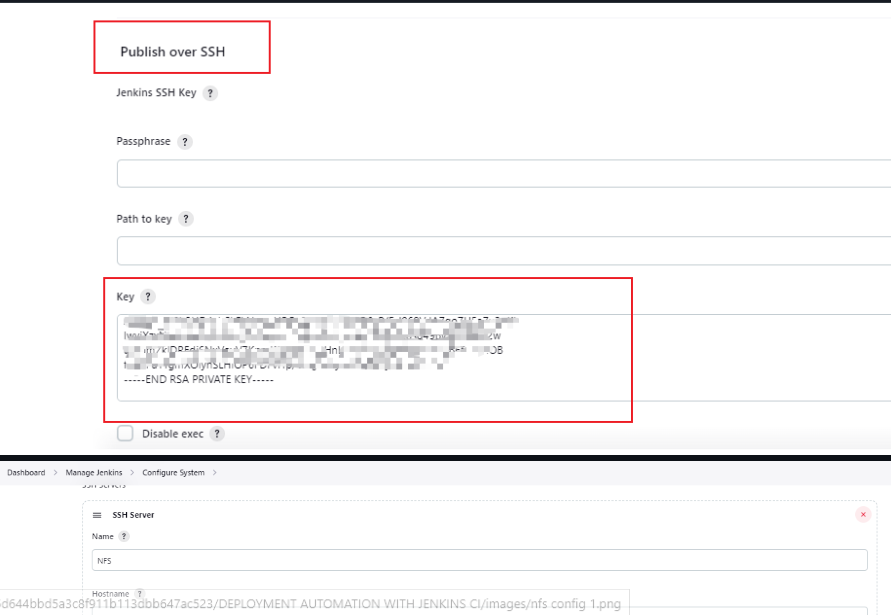 Publish over SSH
Jenkins SSH Key ?
Passphrase ?
Path to key ?
Key ?
-----END RSA PRIVATE KEY-----
Disable exec ?
Dashboard > Manage Jenkins > Configure System >
SSH Servers
SSH Server
Name ?
NFS
Hostname ?
d644bbd5a3c8f911b113dbb647ac523/DEPLOYMENT AUTOMATION WITH JENKINS CI/images/nfs config 1.png